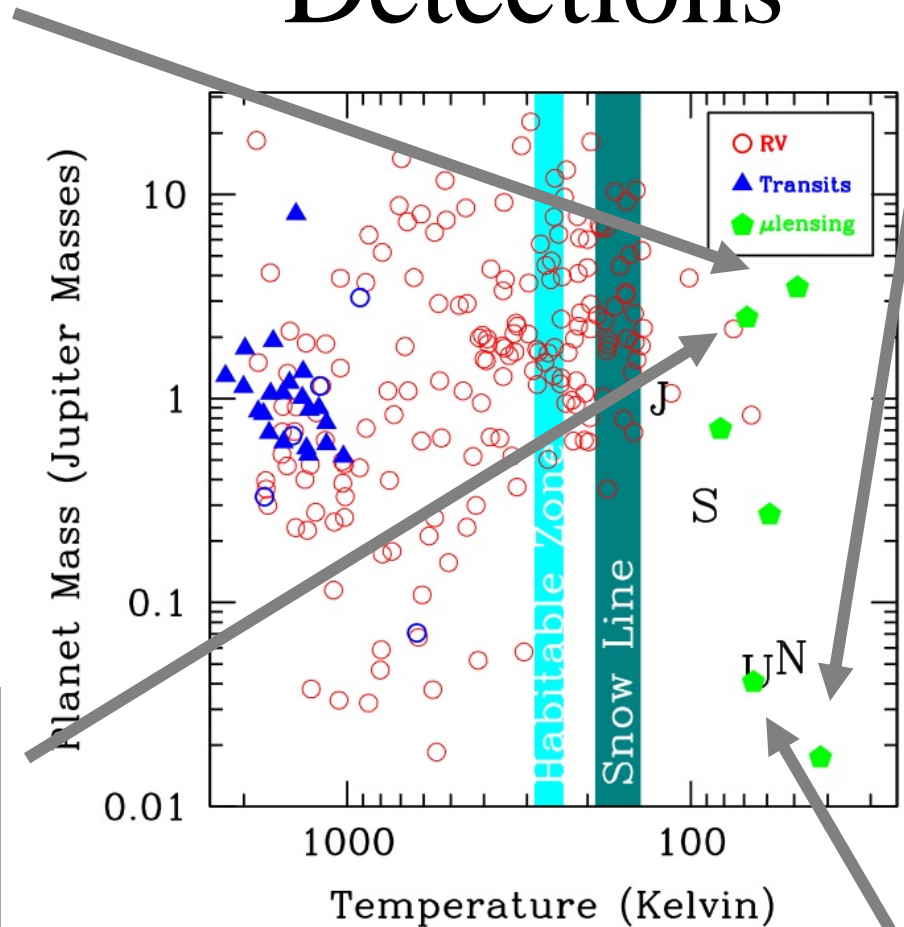 Detections
RV
Transits
μlensing
10
1
0.1
0.01
Planet Mass (Jupiter Masses)
J
S
U
N
Habitable Zone
Snow Line
1000
100
Temperature (Kelvin)